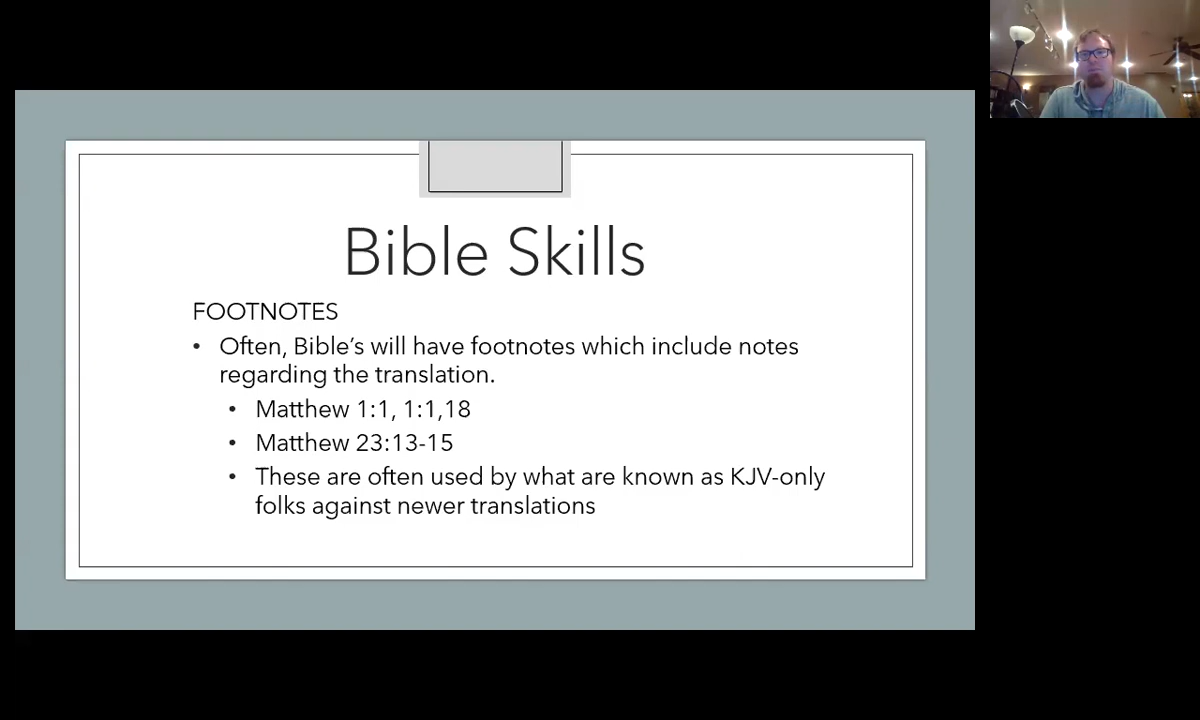 Bible Skills
FOOTNOTES
• Often, Bible’s will have footnotes which include notes
regarding the translation.
• Matthew 1:1, 1:1,18
• Matthew 23:13-15
• These are often used by what are known as KJV-only
folks against newer translations